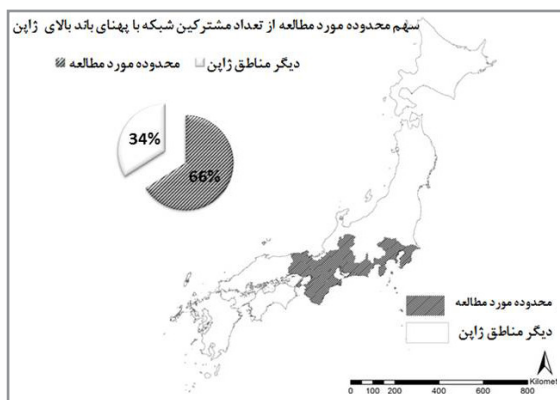 سهم محدوده مورد مطالعه از تعداد مشترکین شبکه با پهنای باند بالای ژاپن
دیگر مناطق ژاپن محدوده مورد مطالعه
34%
66%
محدوده مورد مطالعه
دیگر مناطق ژاپن
0 100 200 400 600 800
Kilomet